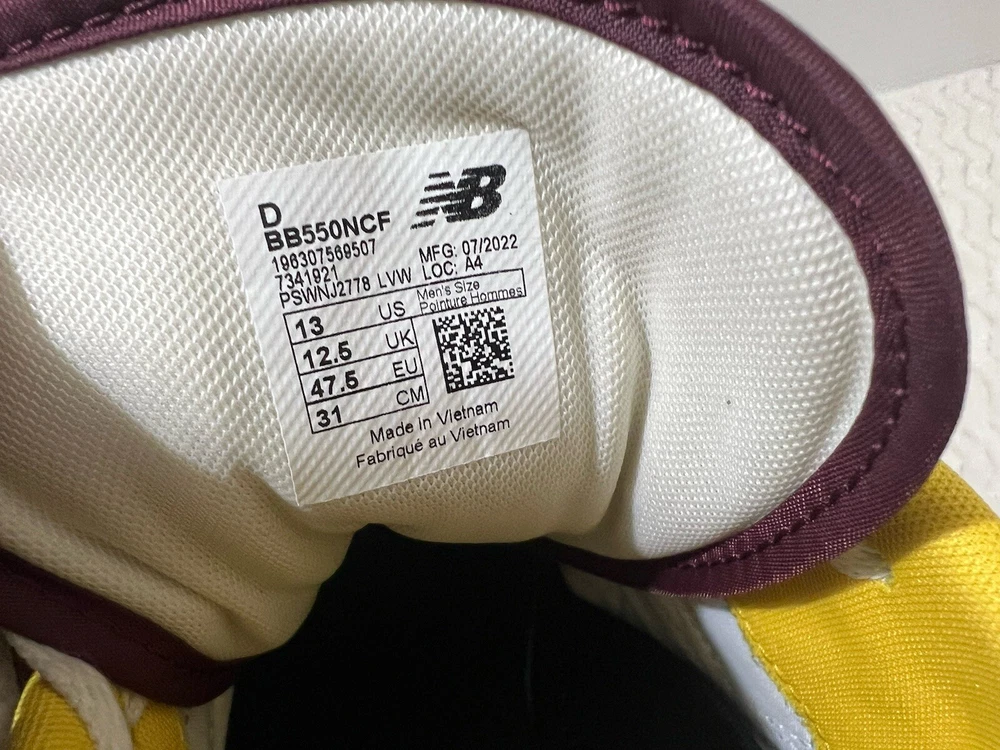 D
BB550NCF
196307569507
7341921
PSWNJ2778 LVW
NB
MFG: 07/2022
LOC: A4
Men's Size
Pointure Hommes
13 US
12.5 UK
47.5 EU
31 CM
Made in Vietnam
Fabriqué au Vietnam